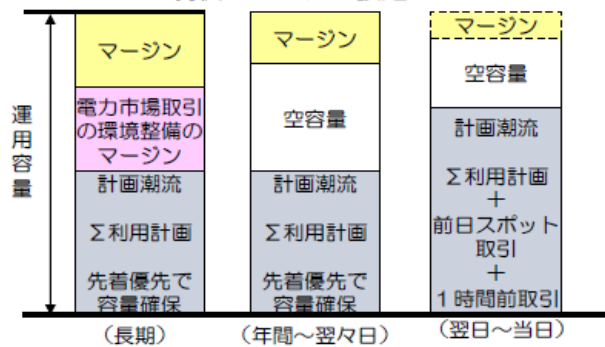 運用容量
マージン
電力市場取引
の環境整備の
マージン
計画潮流
Σ利用計画
先着優先で
容量確保
（長期）
マージン
空容量
計画潮流
Σ利用計画
先着優先で
容量確保
（年間～翌々日）
マージン
空容量
計画潮流
Σ利用計画
＋
前日スポット
取引
＋
１時間前取引
（翌日～当日）